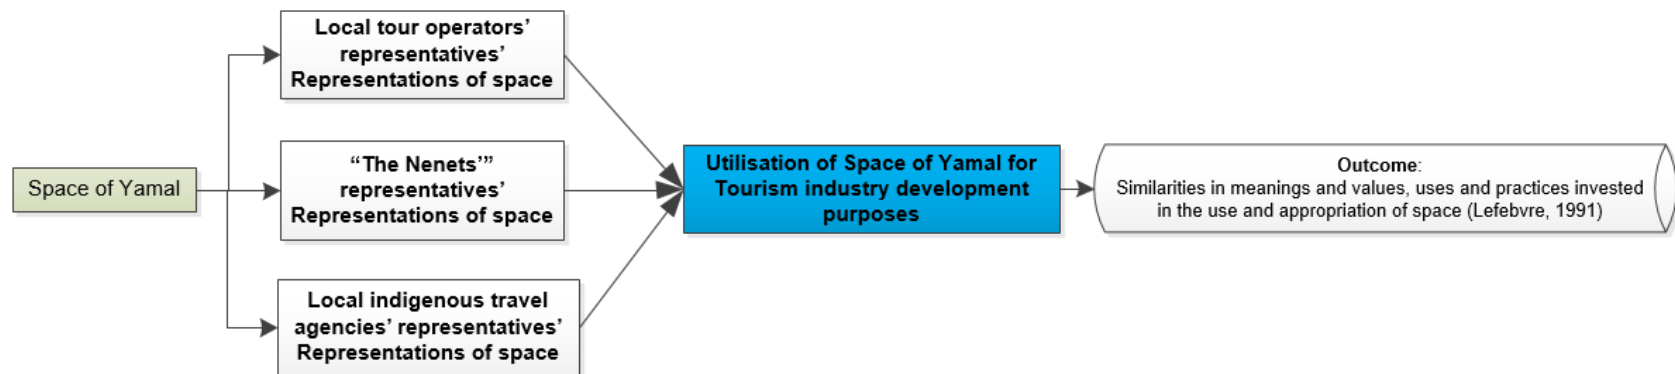 Space of Yamal
Local tour operators’
representatives’
Representations of space
“The Nenets’”
representatives’
Representations of space
Local indigenous travel
agencies’ representatives’
Representations of space
Utilisation of Space of Yamal for
Tourism industry development
purposes
Outcome:
Similarities in meanings and values, uses and practices invested
in the use and appropriation of space (Lefebvre, 1991)